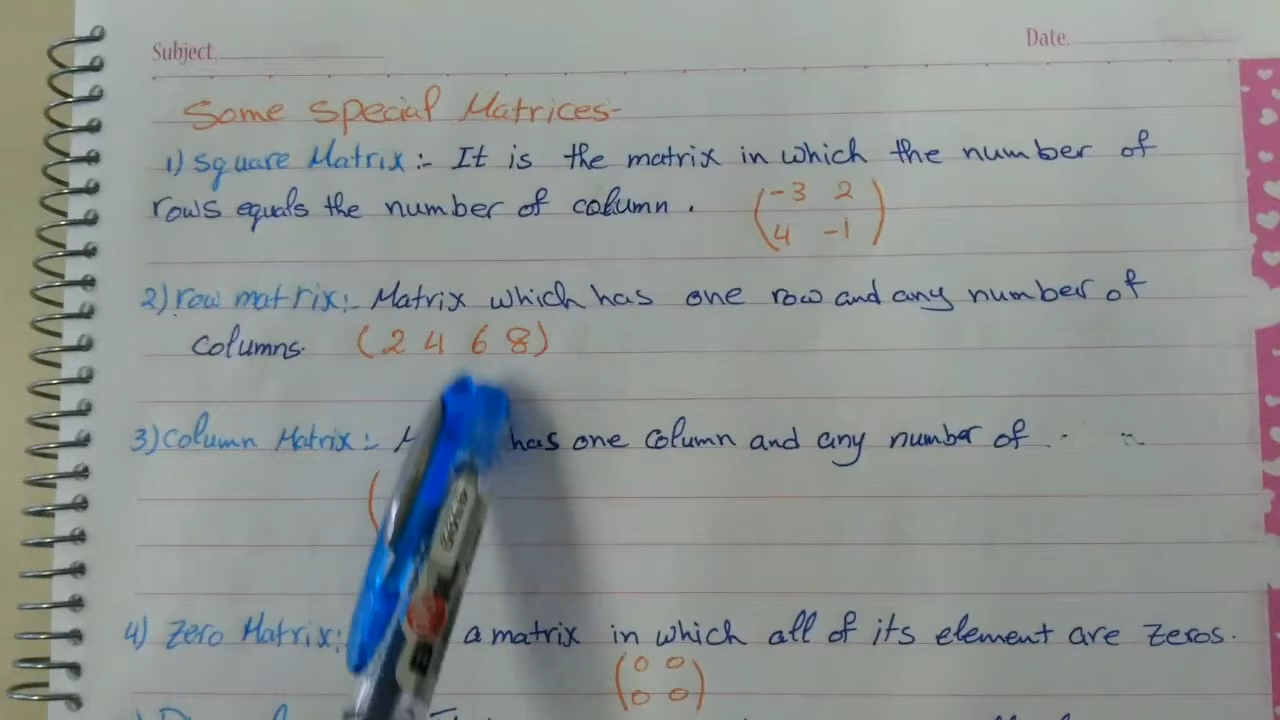 Subject.
Date.
Some Special Matrices-
1) Square Matrix:- It is the matrix in which the number of
rows equals the number of column.
(-3 2
4 -1)
2) row matrix:- Matrix which has one row and any number of
columns. (2 4 6 8)
3) Column Matrix:- has one column and any number of
(
4) Zero Matrix: a matrix in which all of its element are zeros.
(0 0
0 0)